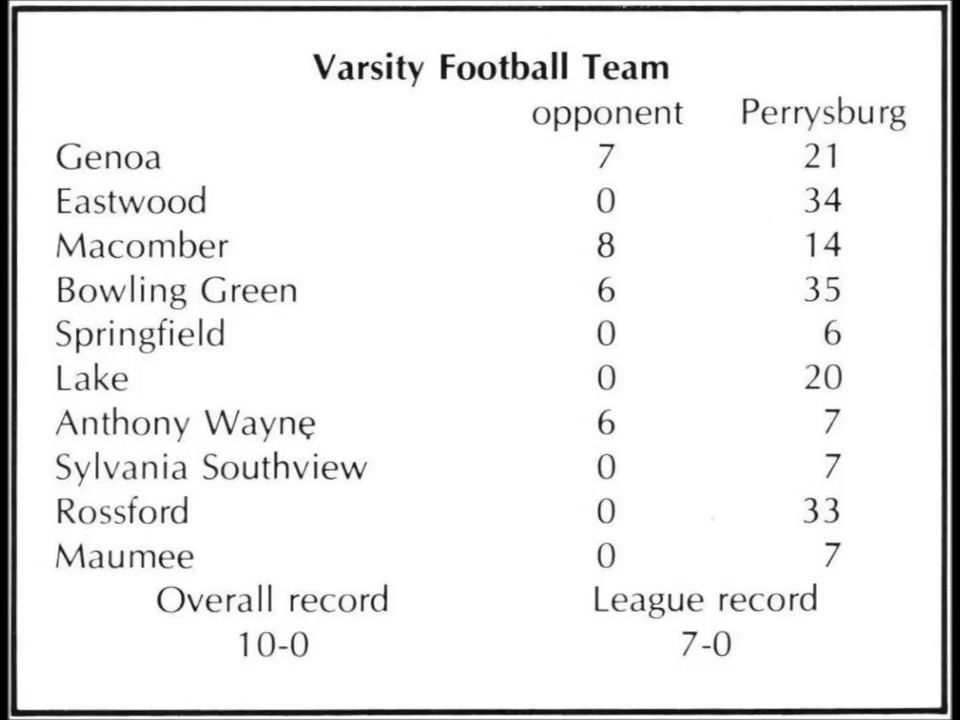 Varsity Football Team
opponent Perrysburg
Genoa 7 21
Eastwood 0 34
Macomber 8 14
Bowling Green 6 35
Springfield 0 6
Lake 0 20
Anthony Wayne 6 7
Sylvania Southview 0 7
Rossford 0 33
Maumee 0 7
Overall record League record
10-0 7-0